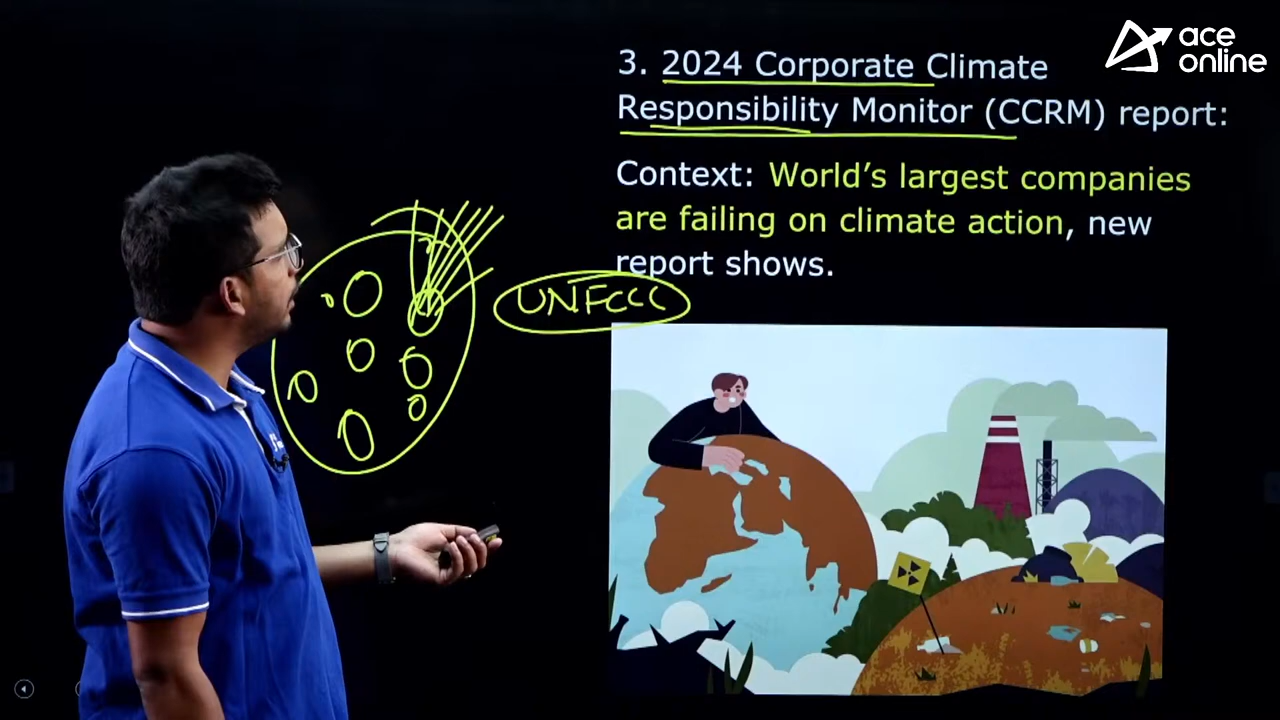 ace
online
3. 2024 Corporate Climate
Responsibility Monitor (CCRM) report:
Context: World's largest companies
are failing on climate action, new
report shows.
UNFCCC